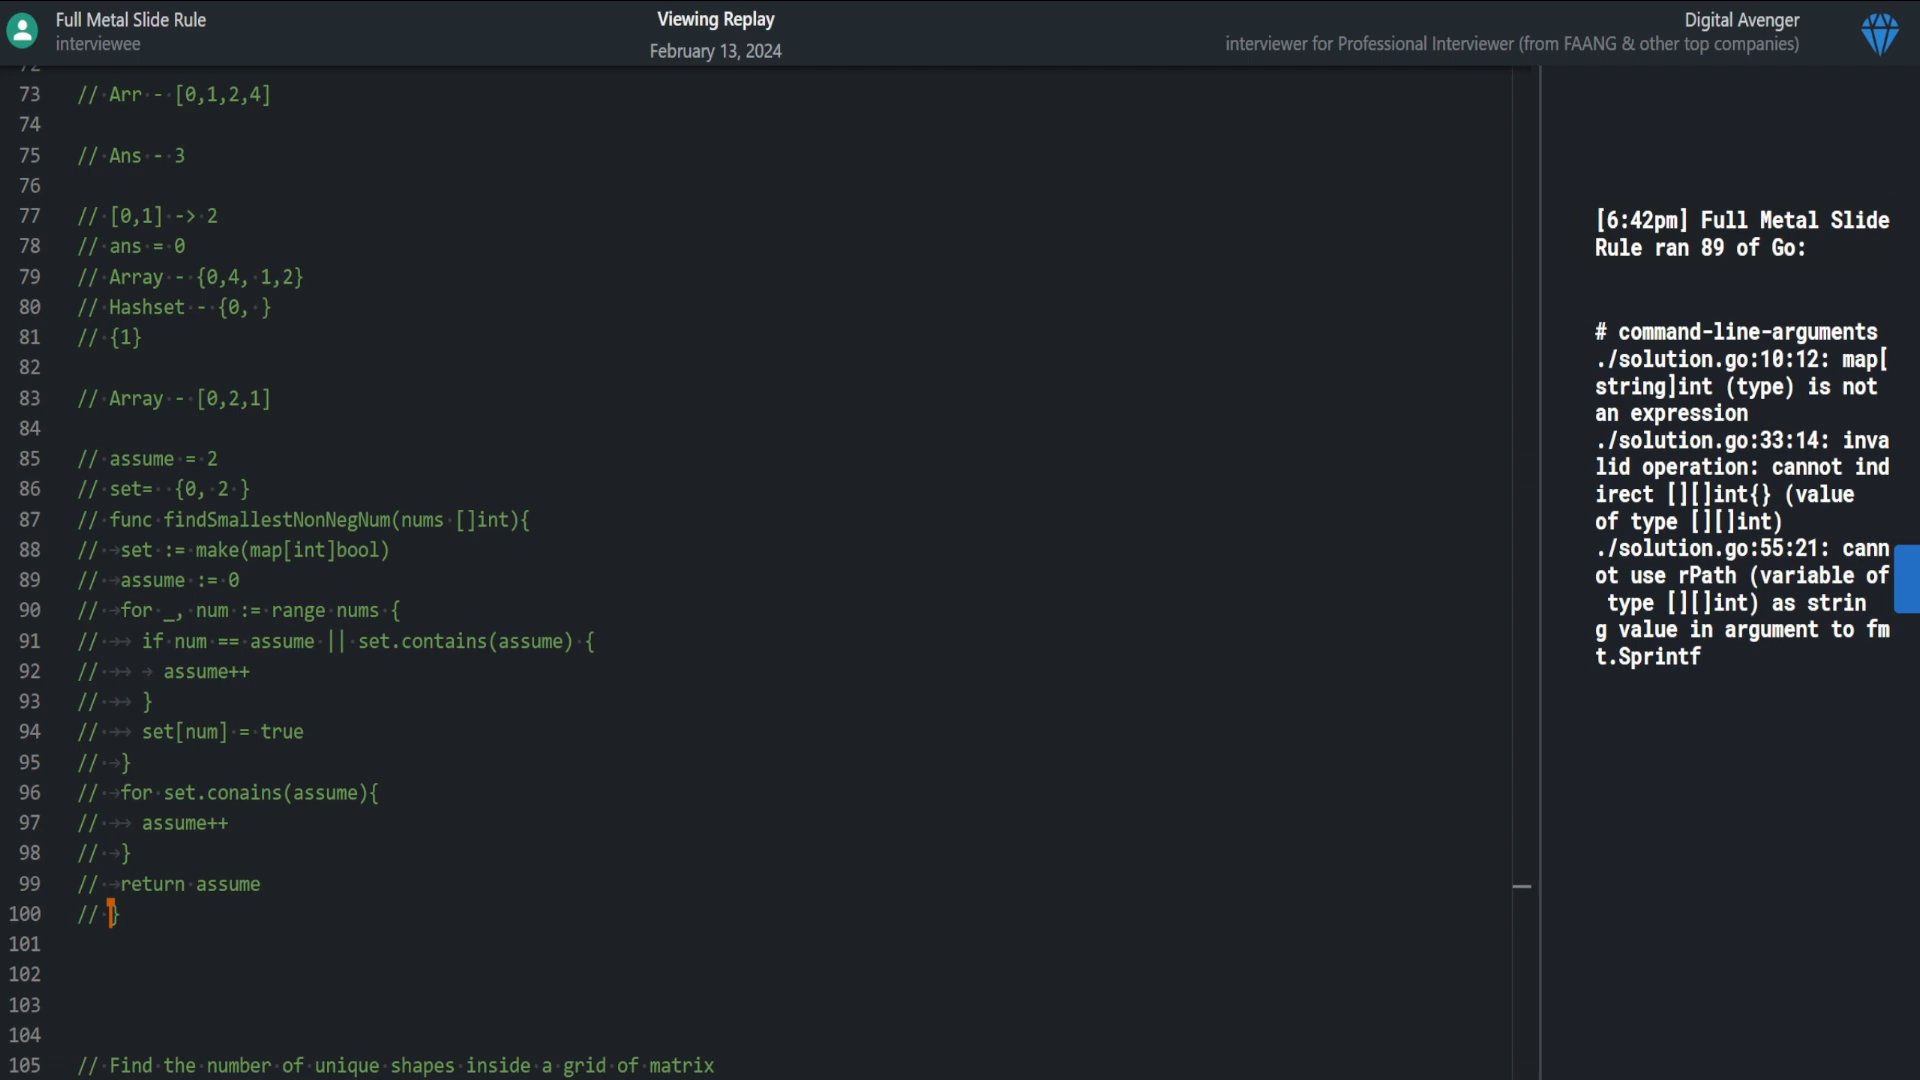 Full Metal Slide Rule
interviewee
Viewing Replay
February 13, 2024
Digital Avenger
interviewer for Professional Interviewer (from FAANG & other top companies)
72
73 // Arr - [0,1,2,4]
74
75 // Ans - 3
76
77 // [0,1] -> 2
78 // ans = 0
79 // Array - {0,4, 1,2}
80 // Hashset - {0, }
81 // {1}
82
83 // Array - [0,2,1]
84
85 // assume = 2
86 // set= {0, 2 }
87 // func findSmallestNonNegNum(nums []int){
88 // set := make(map[int]bool)
89 // assume := 0
90 // for _, num := range nums {
91 // if num == assume || set.contains(assume) {
92 // assume++
93 // }
94 // set[num] = true
95 // }
96 // for set.conains(assume){
97 // assume++
98 // }
99 // return assume
100 // }
101
102
103
104
105 // Find the number of unique shapes inside a grid of matrix
[6:42pm] Full Metal Slide
Rule ran 89 of Go:
# command-line-arguments
./solution.go:10:12: map[
string]int (type) is not
an expression
./solution.go:33:14: inva
lid operation: cannot ind
irect [][]int{} (value
of type [][]int)
./solution.go:55:21: cann
ot use rPath (variable of
type [][]int) as strin
g value in argument to fm
t.Sprintf